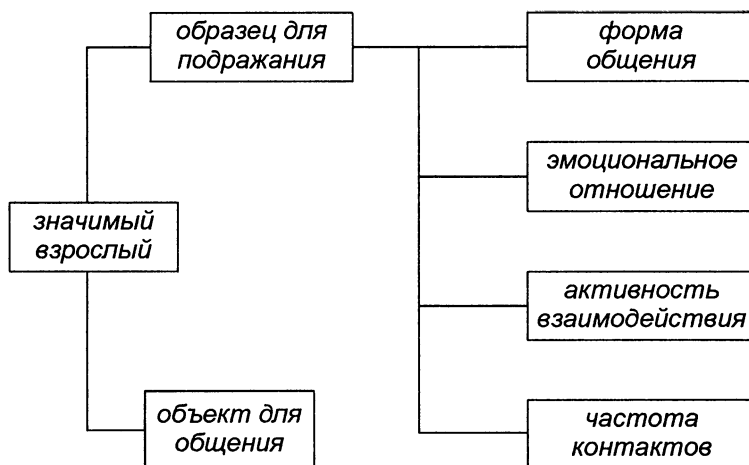 образец для
подражания
форма
общения
эмоциональное
отношение
значимый
взрослый
активность
взаимодействия
объект для
общения
частота
контактов